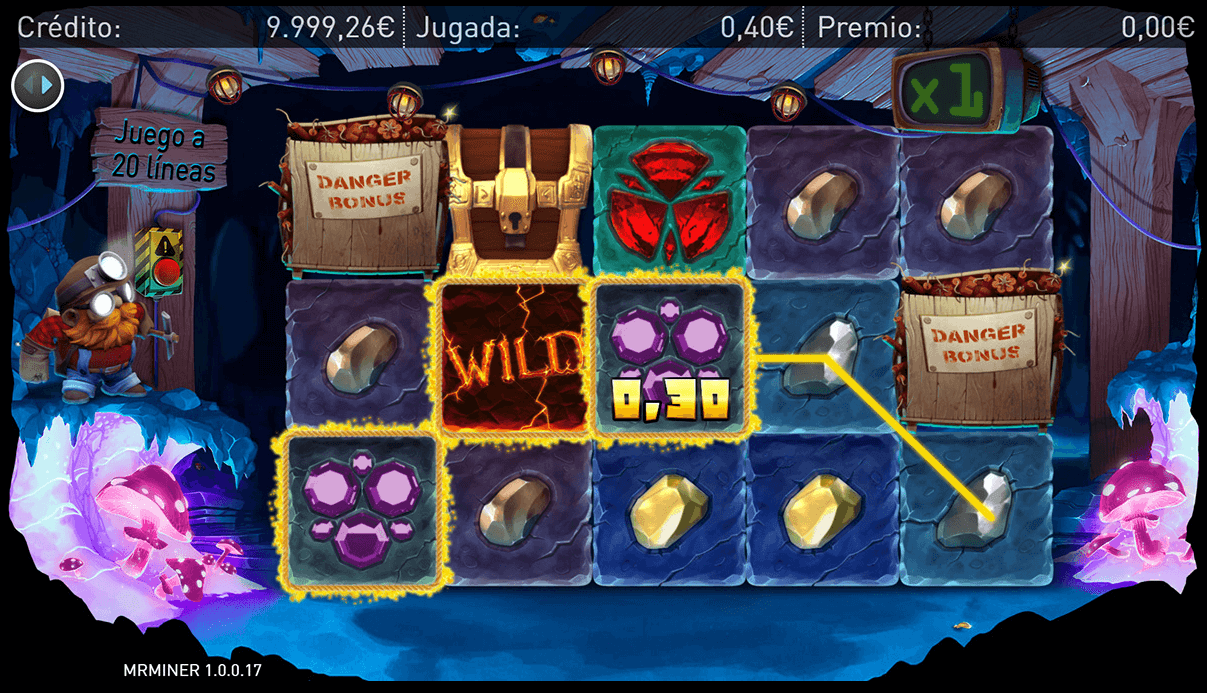 Crédito: 9.999,26€ Jugada: 0,40€ Premio: 0,00€
x1
Juego a
20 líneas
DANGER
BONUS
WILD
0,30
DANGER
BONUS
MRMINER 1.0.0.17